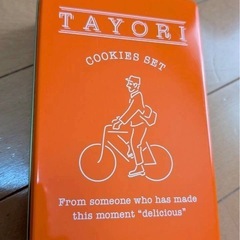 TAYORI
COOKIES SET
From someone who has made
this moment "delicious"